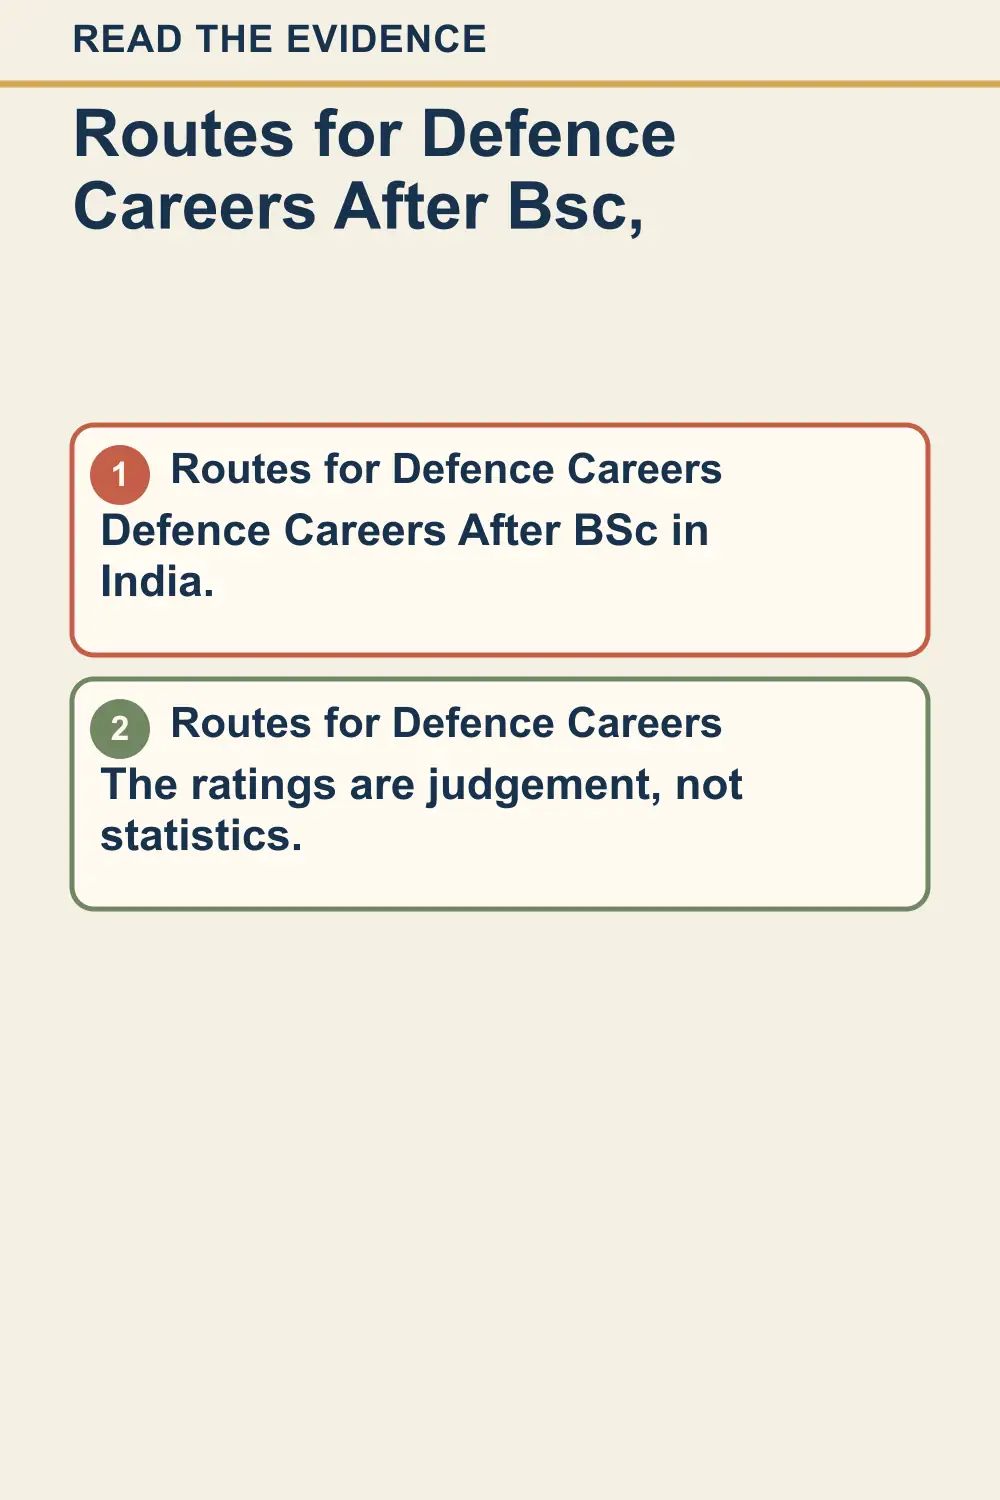 READ THE EVIDENCE
Routes for Defence
Careers After Bsc,
1 Routes for Defence Careers
Defence Careers After BSc in
India.
2 Routes for Defence Careers
The ratings are judgement, not
statistics.